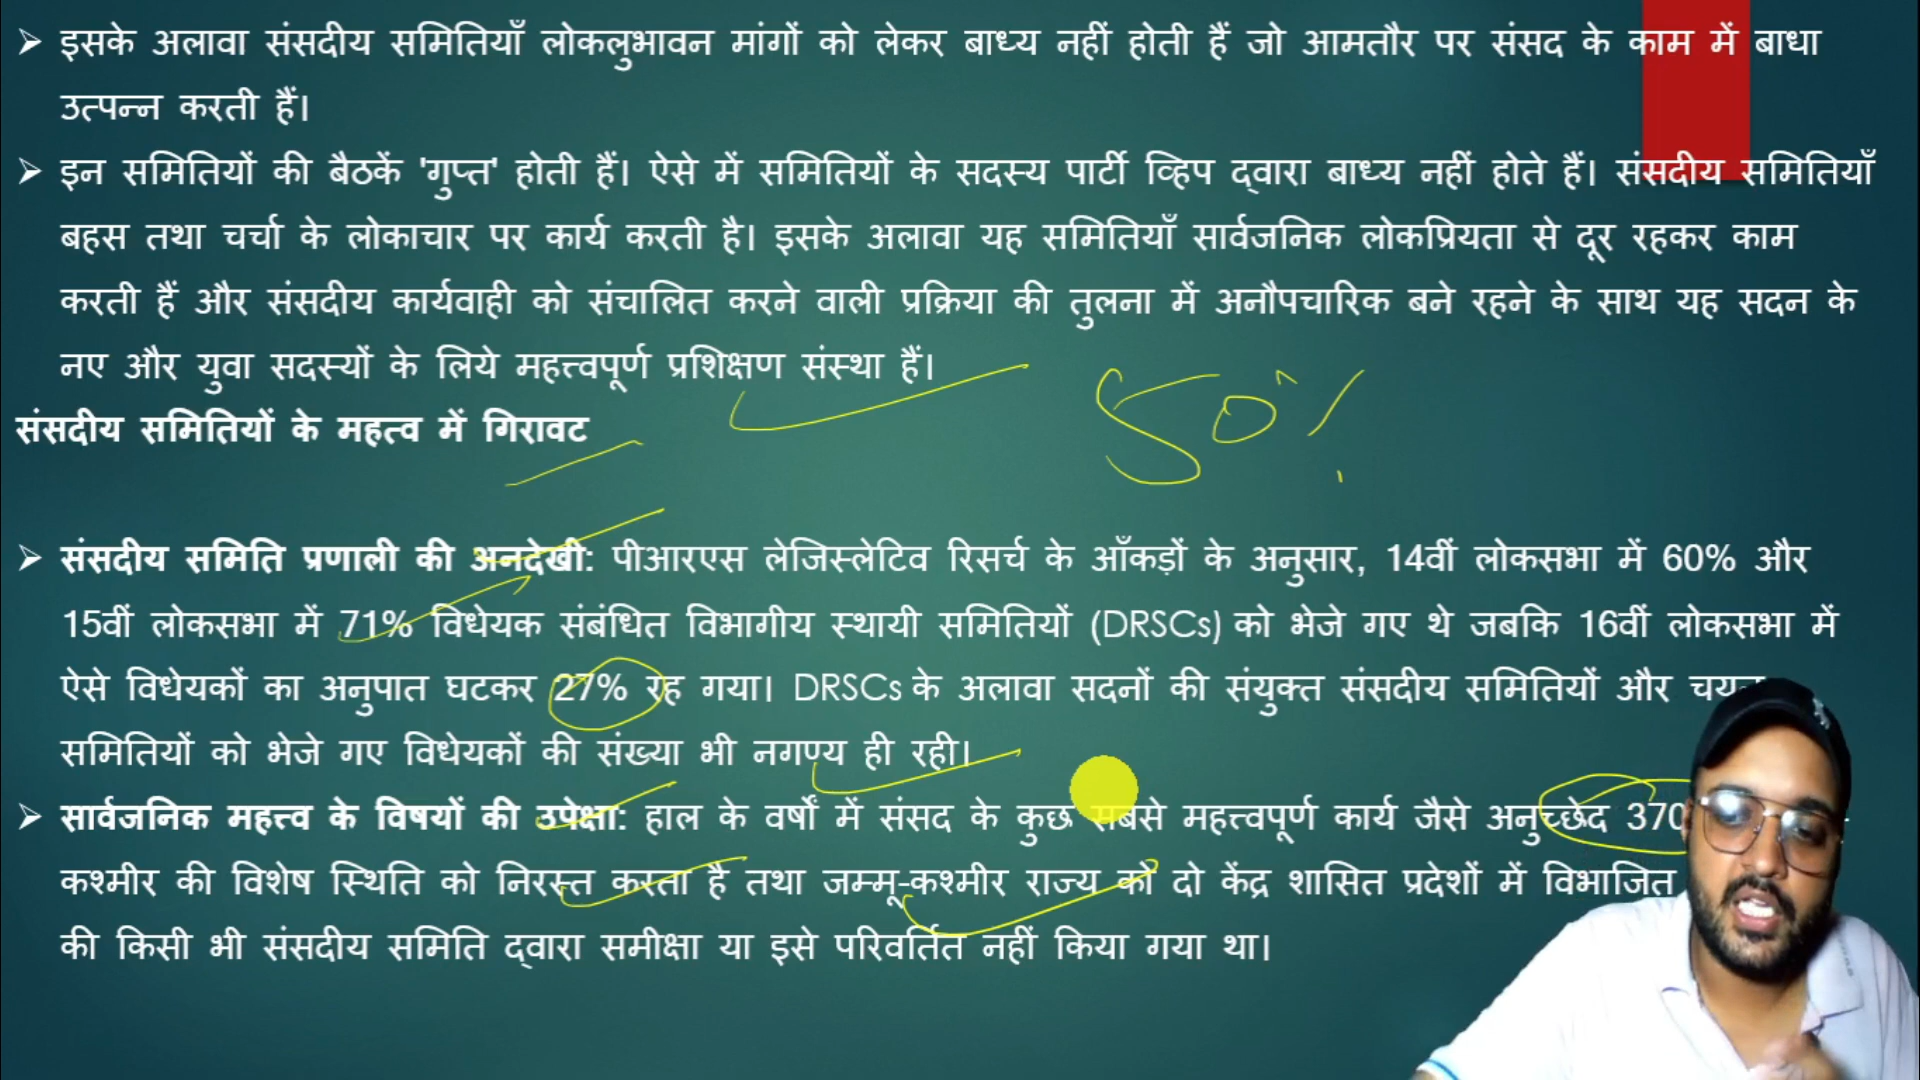 ➢ इसके अलावा संसदीय समितियाँ लोकलुभावन मांगों को लेकर बाध्य नहीं होती हैं जो आमतौर पर संसद के काम में बाधा
उत्पन्न करती हैं।
➢ इन समितियों की बैठकें 'गुप्त' होती हैं। ऐसे में समितियों के सदस्य पार्टी व्हिप द्वारा बाध्य नहीं होते हैं। संसदीय समितियाँ
बहस तथा चर्चा के लोकाचार पर कार्य करती है। इसके अलावा यह समितियाँ सार्वजनिक लोकप्रियता से दूर रहकर काम
करती हैं और संसदीय कार्यवाही को संचालित करने वाली प्रक्रिया की तुलना में अनौपचारिक बने रहने के साथ यह सदन के
नए और युवा सदस्यों के लिये महत्त्वपूर्ण प्रशिक्षण संस्था हैं।
50%
संसदीय समितियों के महत्व में गिरावट
➢ संसदीय समिति प्रणाली की अनदेखी: पीआरएस लेजिस्लेटिव रिसर्च के आँकड़ों के अनुसार, 14वीं लोकसभा में 60% और
15वीं लोकसभा में 71% विधेयक संबंधित विभागीय स्थायी समितियों (DRSCs) को भेजे गए थे जबकि 16वीं लोकसभा में
ऐसे विधेयकों का अनुपात घटकर 27% रह गया। DRSCs के अलावा सदनों की संयुक्त संसदीय समितियों और
समितियों को भेजे गए विधेयकों की संख्या भी नगण्य ही रही।
➢ सार्वजनिक महत्त्व के विषयों की उपेक्षा: हाल के वर्षों में संसद के कुछ सबसे महत्त्वपूर्ण कार्य जैसे अनुच्छेद 370
कश्मीर की विशेष स्थिति को निरस्त करता है तथा जम्मू-कश्मीर राज्य को दो केंद्र शासित प्रदेशों में विभाजित
की किसी भी संसदीय समिति द्वारा समीक्षा या इसे परिवर्तित नहीं किया गया था।